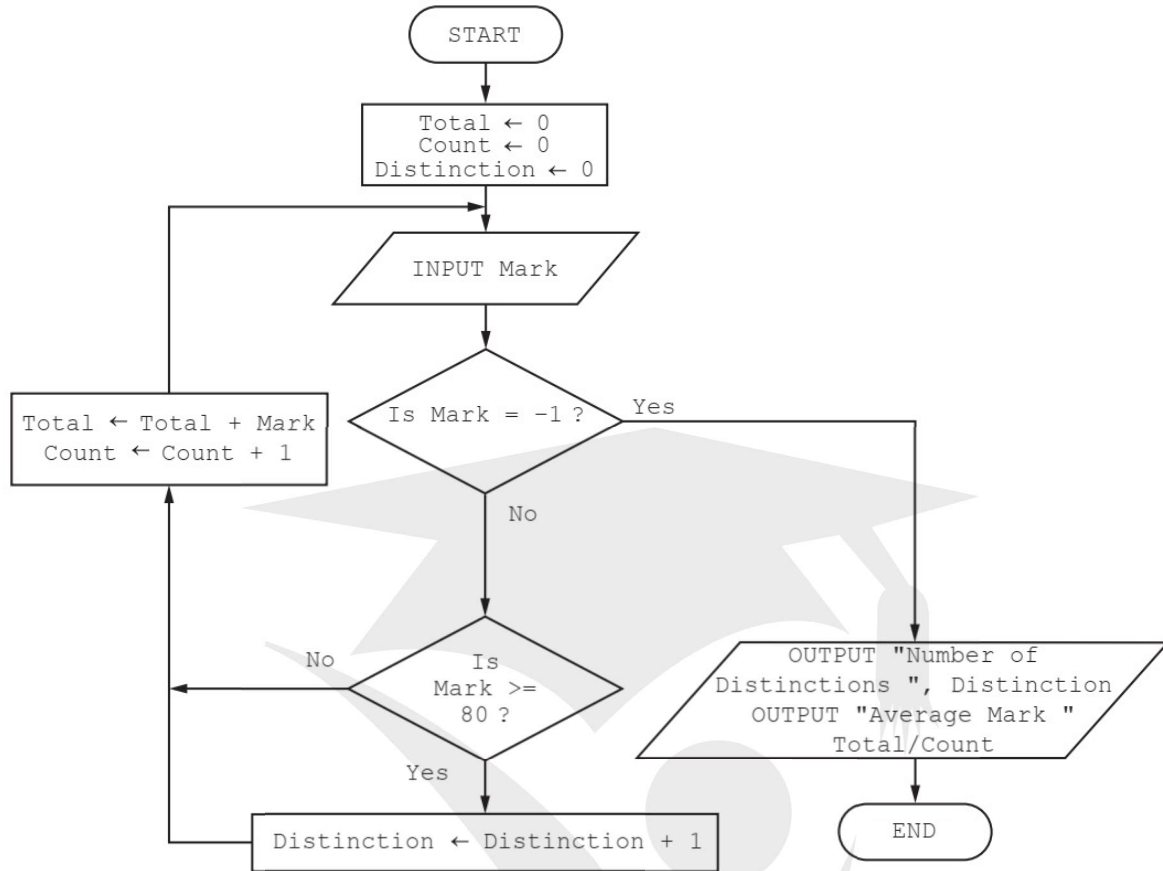 START
Total ← 0
Count ← 0
Distinction ← 0
INPUT Mark
Is Mark = –1 ?
Yes
Total ← Total + Mark
Count ← Count + 1
No
No
Is
Mark >=
80 ?
Yes
OUTPUT "Number of
Distinctions ", Distinction
OUTPUT "Average Mark "
Total/Count
Distinction ← Distinction + 1
END